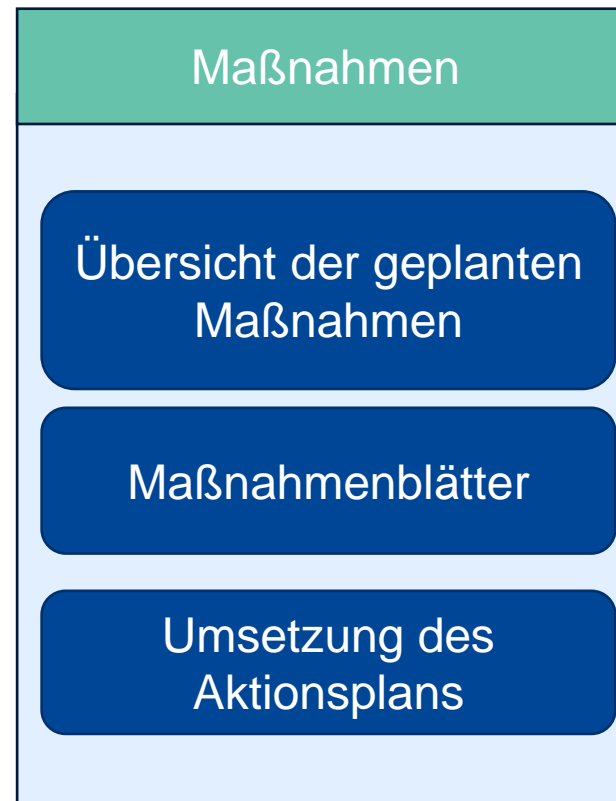 Maßnahmen
Übersicht der geplanten
Maßnahmen
Maßnahmenblätter
Umsetzung des
Aktionsplans